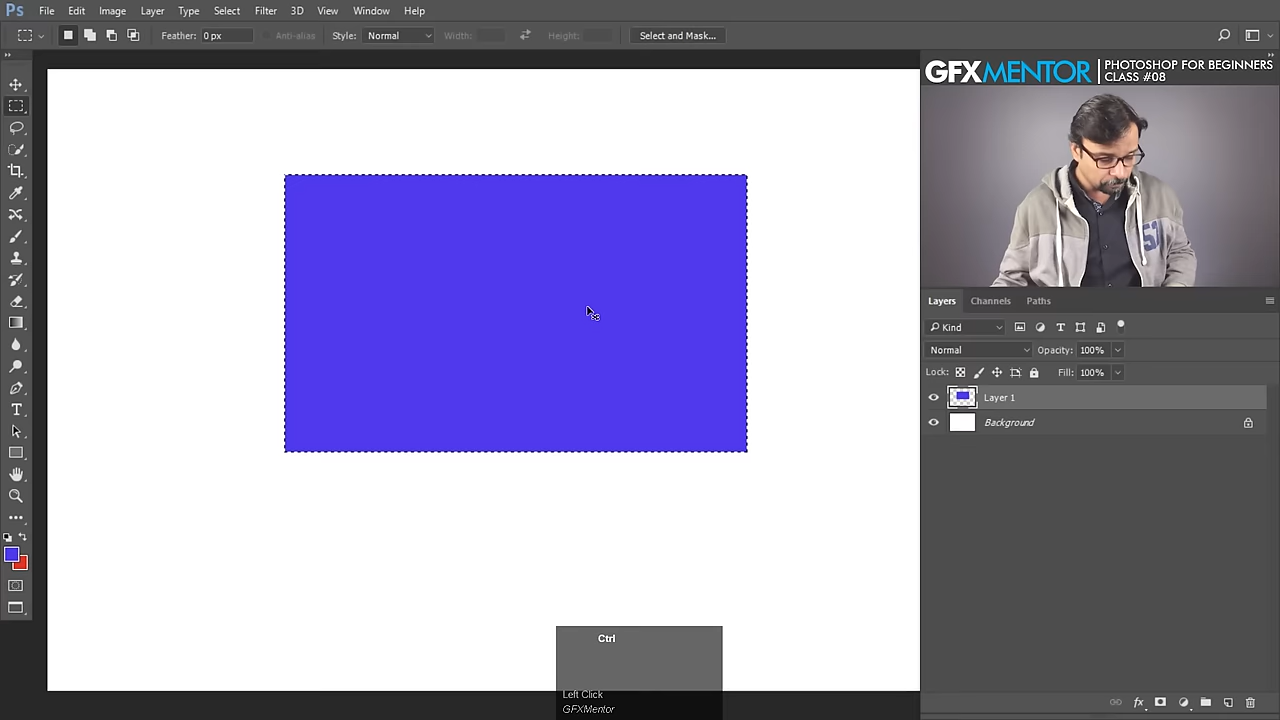 Ps File Edit Image Layer Type Select Filter 3D View Window Help
Feather: 0 px Anti-alias Style: Normal Width: Height: Select and Mask...
GFXMENTOR PHOTOSHOP FOR BEGINNERS
CLASS #08
51
Layers Channels Paths
Kind
Normal Opacity: 100%
Lock: Fill: 100%
Layer 1
Background
Ctrl
Left Click
GFXMentor
fx